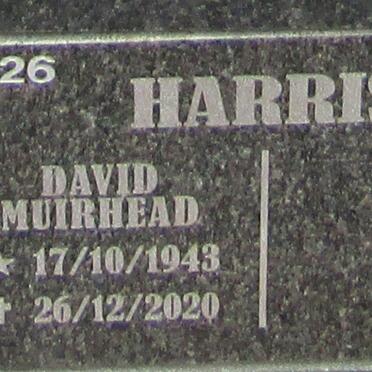 26
HARRIS
DAVID
MUIRHEAD
★ 17/10/1943
✝ 26/12/2020